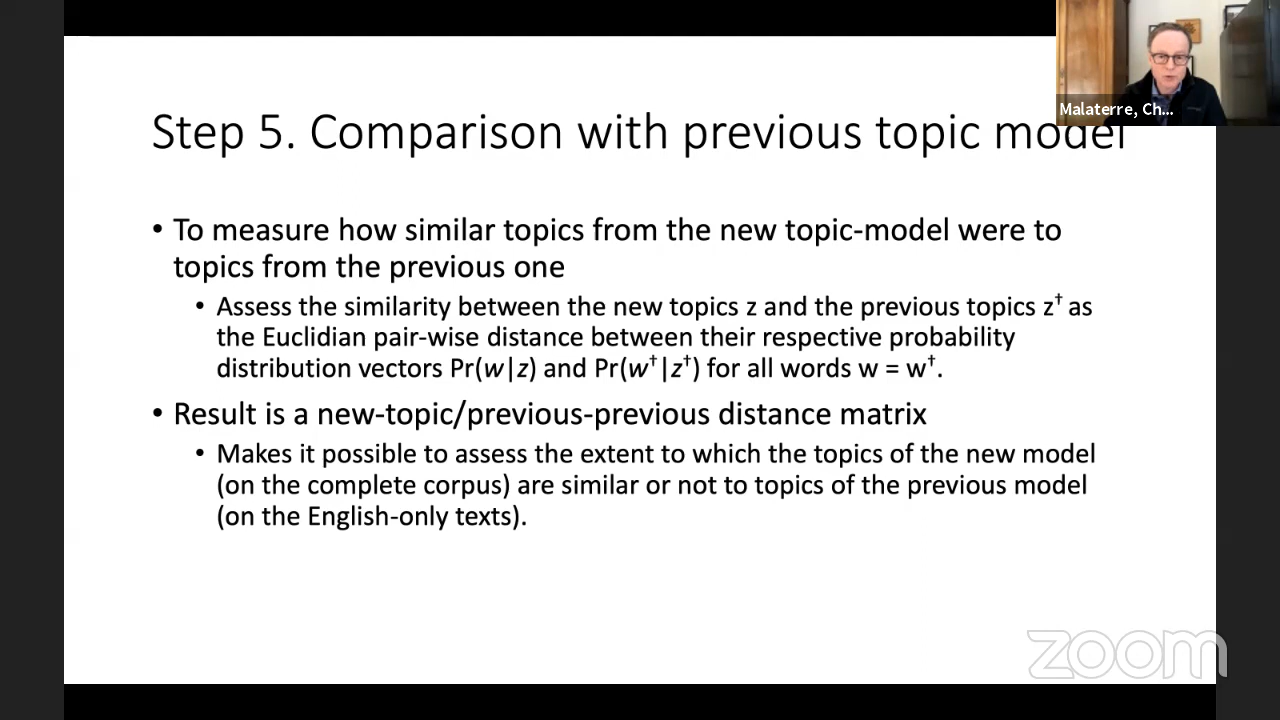 Malaterre, Ch...
Step 5. Comparison with previous topic model
• To measure how similar topics from the new topic-model were to
topics from the previous one
• Assess the similarity between the new topics z and the previous topics z† as
the Euclidian pair-wise distance between their respective probability
distribution vectors Pr(w|z) and Pr(w†|z†) for all words w = w†.
• Result is a new-topic/previous-previous distance matrix
• Makes it possible to assess the extent to which the topics of the new model
(on the complete corpus) are similar or not to topics of the previous model
(on the English-only texts).
zoom